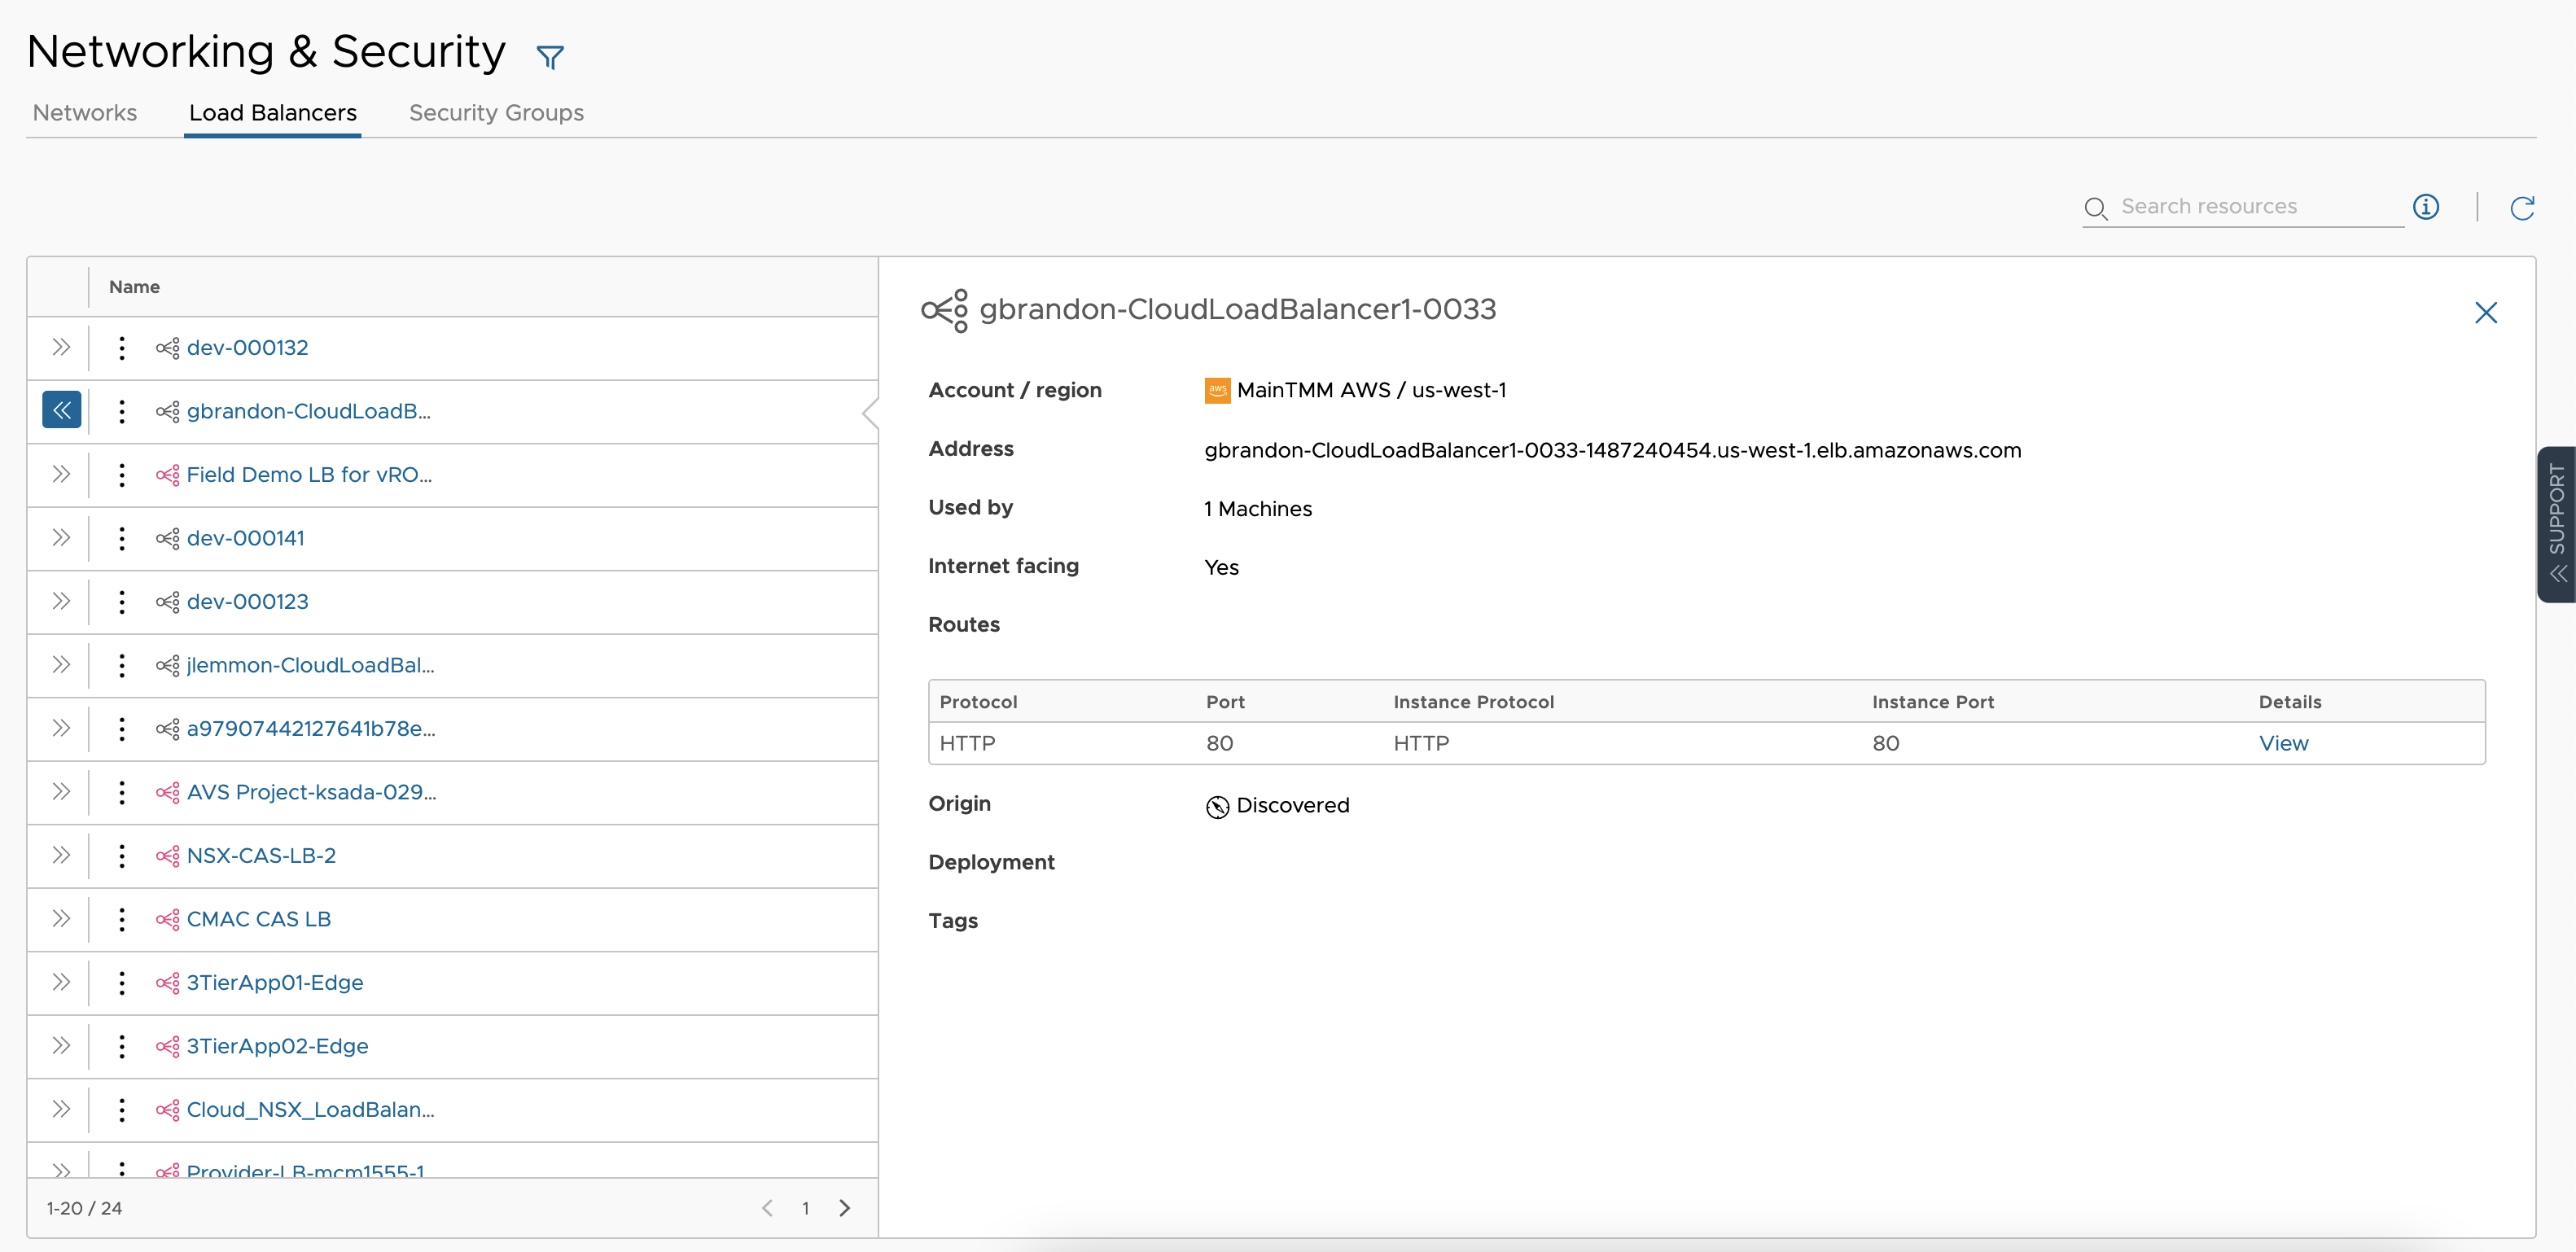 Networking & Security
Networks Load Balancers Security Groups
Search resources
Name
dev-000132
gbrandon-CloudLoadB...
Field Demo LB for vRO...
dev-000141
dev-000123
jlemmon-CloudLoadBal...
a97907442127641b78e...
AVS Project-ksada-029...
NSX-CAS-LB-2
CMAC CAS LB
3TierApp01-Edge
3TierApp02-Edge
Cloud_NSX_LoadBalan...
Provider-LB-mcm1555-1
1-20 / 24 1
gbrandon-CloudLoadBalancer1-0033
Account / region aws MainTMM AWS / us-west-1
Address gbrandon-CloudLoadBalancer1-0033-1487240454.us-west-1.elb.amazonaws.com
Used by 1 Machines
Internet facing Yes
Routes
Protocol Port Instance Protocol Instance Port Details
HTTP 80 HTTP 80 View
Origin Discovered
Deployment
Tags
SUPPORT